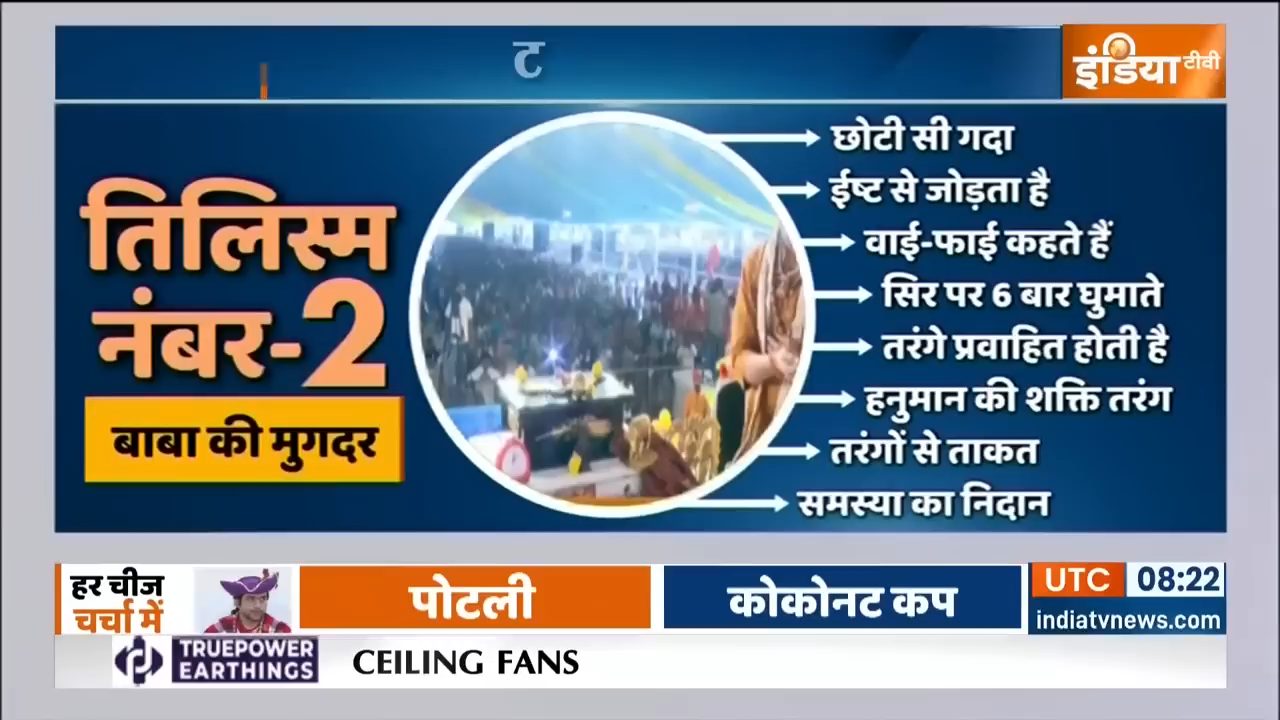 ट
इंडिया टीवी
तिलिस्म
नंबर-2
बाबा की मुगदर
छोटी सी गदा
ईष्ट से जोड़ता है
वाई-फाई कहते हैं
सिर पर 6 बार घुमाते
तरंगे प्रवाहित होती है
हनुमान की शक्ति तरंग
तरंगों से ताकत
समस्या का निदान
हर चीज
चर्चा में
पोटली
कोकोनट कप
UTC 08:22
indiatvnews.com
TRUEPOWER
EARTHINGS
CEILING FANS